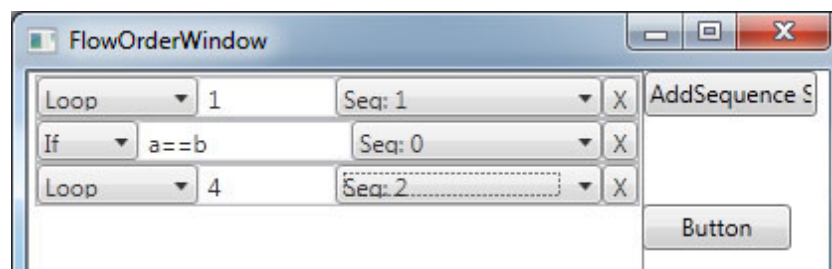 FlowOrderWindow
Loop 1 Seq: 1 X AddSequence S
If a==b Seq: 0 X
Loop 4 Seq: 2 X
Button